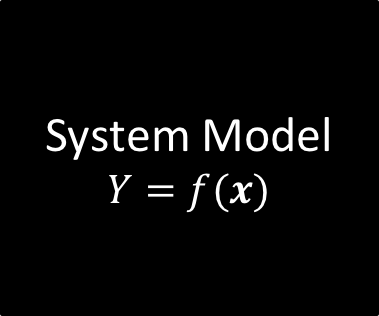 System Model
Y = f(x)